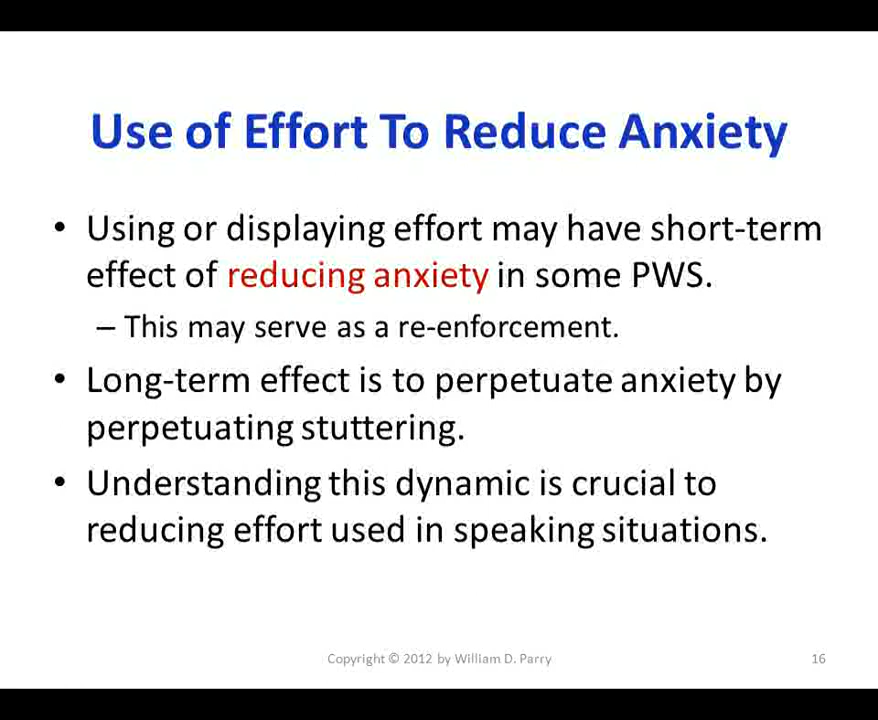 Use of Effort To Reduce Anxiety
• Using or displaying effort may have short-term
effect of reducing anxiety in some PWS.
– This may serve as a re-enforcement.
• Long-term effect is to perpetuate anxiety by
perpetuating stuttering.
• Understanding this dynamic is crucial to
reducing effort used in speaking situations.
Copyright © 2012 by William D. Parry
16